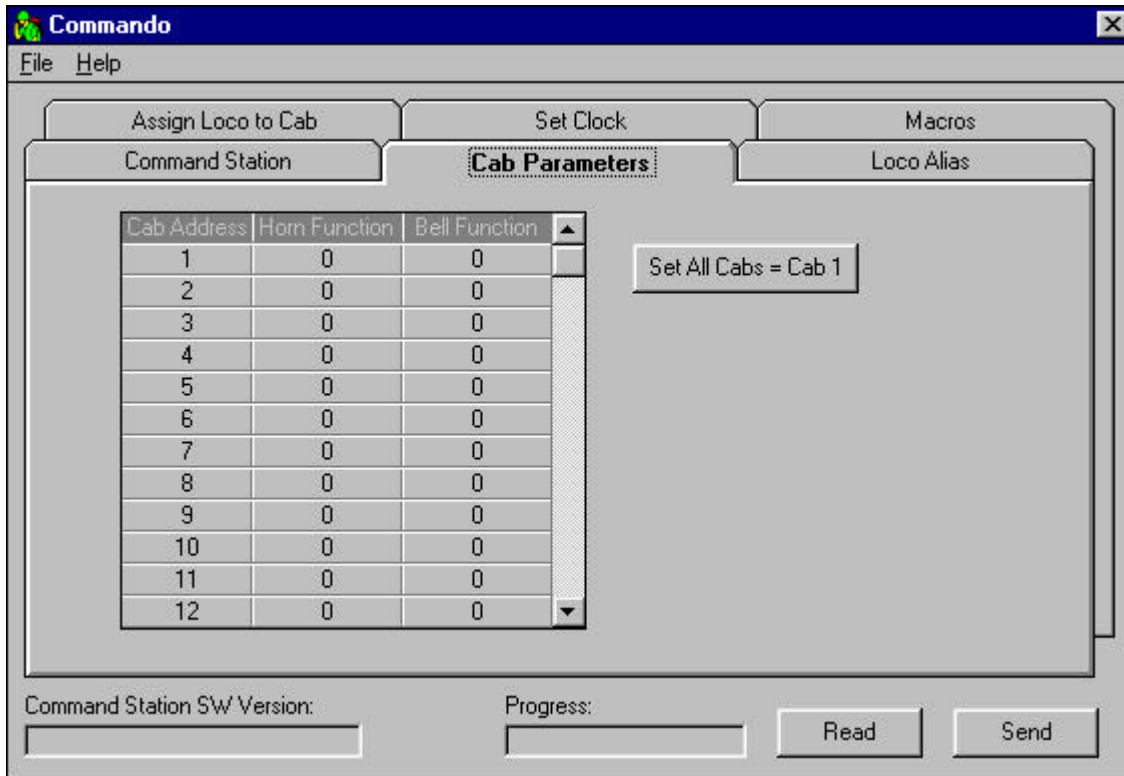 Commando
File Help
Assign Loco to Cab Set Clock Macros
Command Station Cab Parameters Loco Alias
Cab Address Horn Function Bell Function
1 0 0
Set All Cabs = Cab 1
2 0 0
3 0 0
4 0 0
5 0 0
6 0 0
7 0 0
8 0 0
9 0 0
10 0 0
11 0 0
12 0 0
Command Station SW Version: Progress:
Read Send